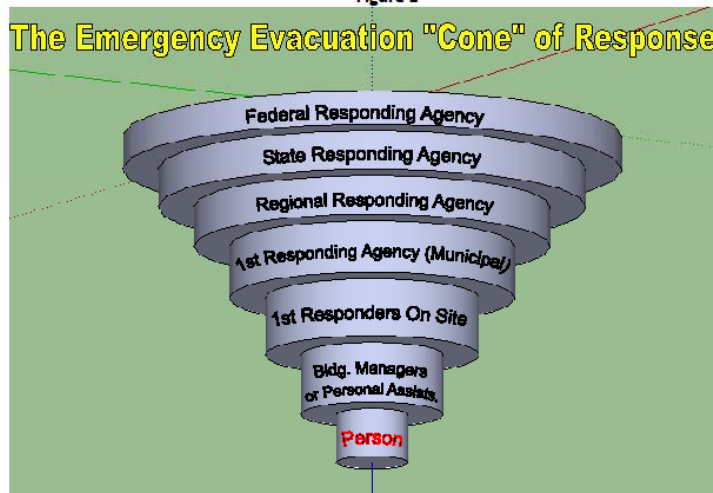 The Emergency Evacuation "Cone" of Response
Federal Responding Agency
State Responding Agency
Regional Responding Agency
1st Responding Agency (Municipal)
1st Responders On Site
Bldg. Managers
or Personal Assists.
Person